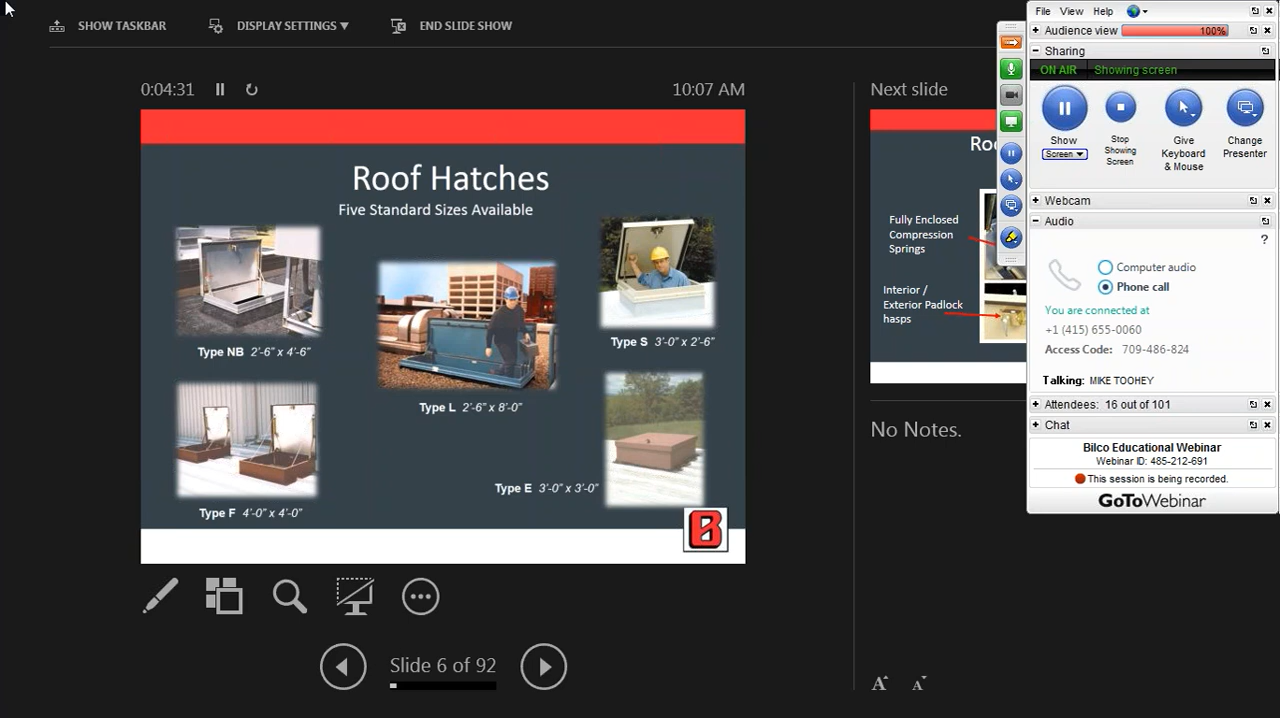 SHOW TASKBAR
DISPLAY SETTINGS ▼
END SLIDE SHOW
0:04:31
10:07 AM
Roof Hatches
Five Standard Sizes Available
Type NB 2'-6" x 4'-6"
Type L 2'-6" x 8'-0"
Type S 3'-0" x 2'-6"
Type F 4'-0" x 4'-0"
Type E 3'-0" x 3'-0"
B
Slide 6 of 92
Next slide
Fully Enclosed
Compression
Springs
Interior /
Exterior Padlock
hasps
No Notes.
A A
File View Help
Audience view 100%
Sharing
ON AIR Showing screen
Show
Screen
Stop
Showing
Screen
Give
Keyboard
& Mouse
Change
Presenter
Webcam
Audio
?
Computer audio
Phone call
You are connected at
+1 (415) 655-0060
Access Code: 709-486-824
Talking: MIKE TOOHEY
Attendees: 16 out of 101
Chat
Bilco Educational Webinar
Webinar ID: 485-212-691
This session is being recorded.
GoToWebinar